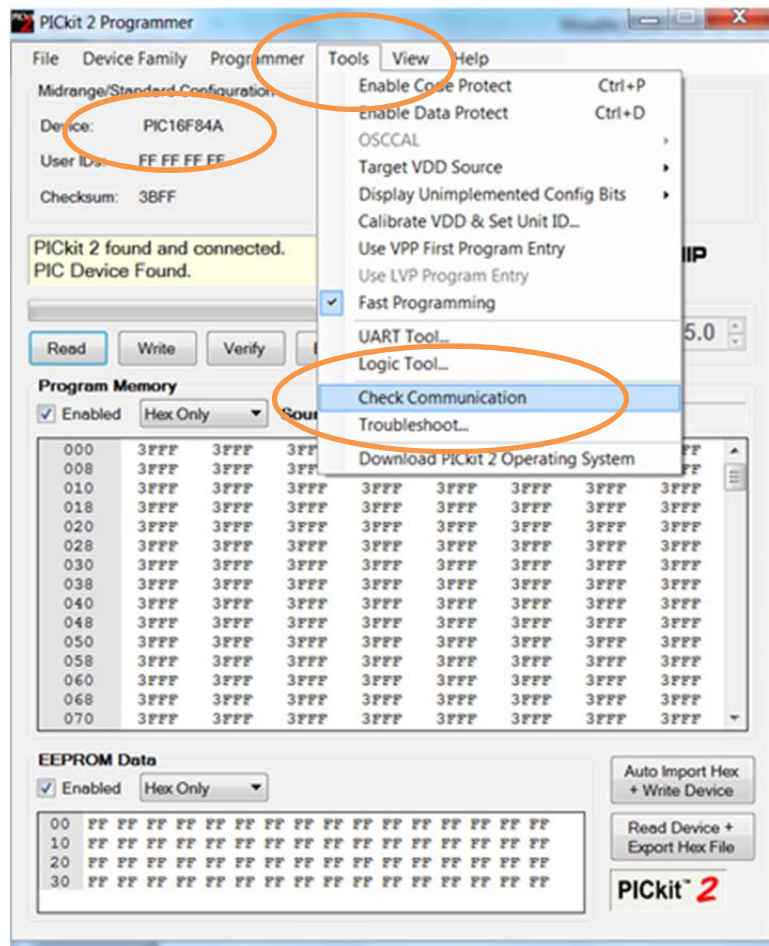 PICkit 2 Programmer
File Device Family Programmer Tools View Help
Midrange/Standard Configuration
Device: PIC16F84A
User IDs: FF FF FF FF
Checksum: 3BFF
Enable Code Protect Ctrl+P
Enable Data Protect Ctrl+D
OSCCAL
Target VDD Source
Display Unimplemented Config Bits
Calibrate VDD & Set Unit ID...
Use VPP First Program Entry
Use LVP Program Entry
Fast Programming
UART Tool...
Logic Tool...
Check Communication
Troubleshoot...
Download PICkit 2 Operating System
PICkit 2 found and connected.
PIC Device Found.
IIP
5.0
Read Write Verify
Program Memory
Enabled Hex Only Sour
000 3FFF 3FFF 3FF FF
008 3FFF 3FFF 3FF FF
010 3FFF 3FFF 3FFF 3FFF 3FFF 3FFF 3FFF 3FFF
018 3FFF 3FFF 3FFF 3FFF 3FFF 3FFF 3FFF 3FFF
020 3FFF 3FFF 3FFF 3FFF 3FFF 3FFF 3FFF 3FFF
028 3FFF 3FFF 3FFF 3FFF 3FFF 3FFF 3FFF 3FFF
030 3FFF 3FFF 3FFF 3FFF 3FFF 3FFF 3FFF 3FFF
038 3FFF 3FFF 3FFF 3FFF 3FFF 3FFF 3FFF 3FFF
040 3FFF 3FFF 3FFF 3FFF 3FFF 3FFF 3FFF 3FFF
048 3FFF 3FFF 3FFF 3FFF 3FFF 3FFF 3FFF 3FFF
050 3FFF 3FFF 3FFF 3FFF 3FFF 3FFF 3FFF 3FFF
058 3FFF 3FFF 3FFF 3FFF 3FFF 3FFF 3FFF 3FFF
060 3FFF 3FFF 3FFF 3FFF 3FFF 3FFF 3FFF 3FFF
068 3FFF 3FFF 3FFF 3FFF 3FFF 3FFF 3FFF 3FFF
070 3FFF 3FFF 3FFF 3FFF 3FFF 3FFF 3FFF 3FFF
EEPROM Data
Enabled Hex Only
00 FF FF FF FF FF FF FF FF FF FF FF FF FF FF FF FF
10 FF FF FF FF FF FF FF FF FF FF FF FF FF FF FF FF
20 FF FF FF FF FF FF FF FF FF FF FF FF FF FF FF FF
30 FF FF FF FF FF FF FF FF FF FF FF FF FF FF FF FF
Auto Import Hex
+ Write Device
Read Device +
Export Hex File
PICkit™ 2